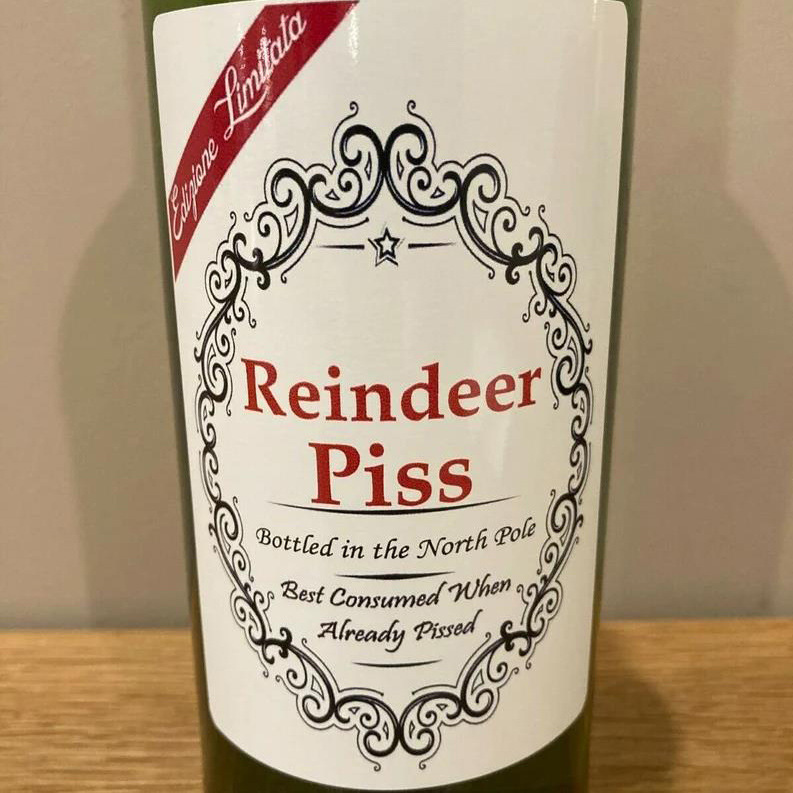 Edizione Limitata
Reindeer
Piss
Bottled in the North Pole
Best Consumed When
Already Pissed